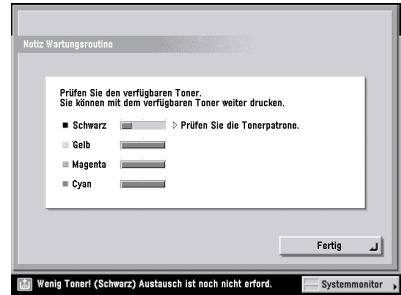 Notiz Wartungsroutine
Prüfen Sie den verfügbaren Toner.
Sie können mit dem verfügbaren Toner weiter drucken.
Schwarz ▷ Prüfen Sie die Tonerpatrone.
Gelb
Magenta
Cyan
Fertig
Wenig Toner! (Schwarz) Austausch ist noch nicht erford. Systemmonitor